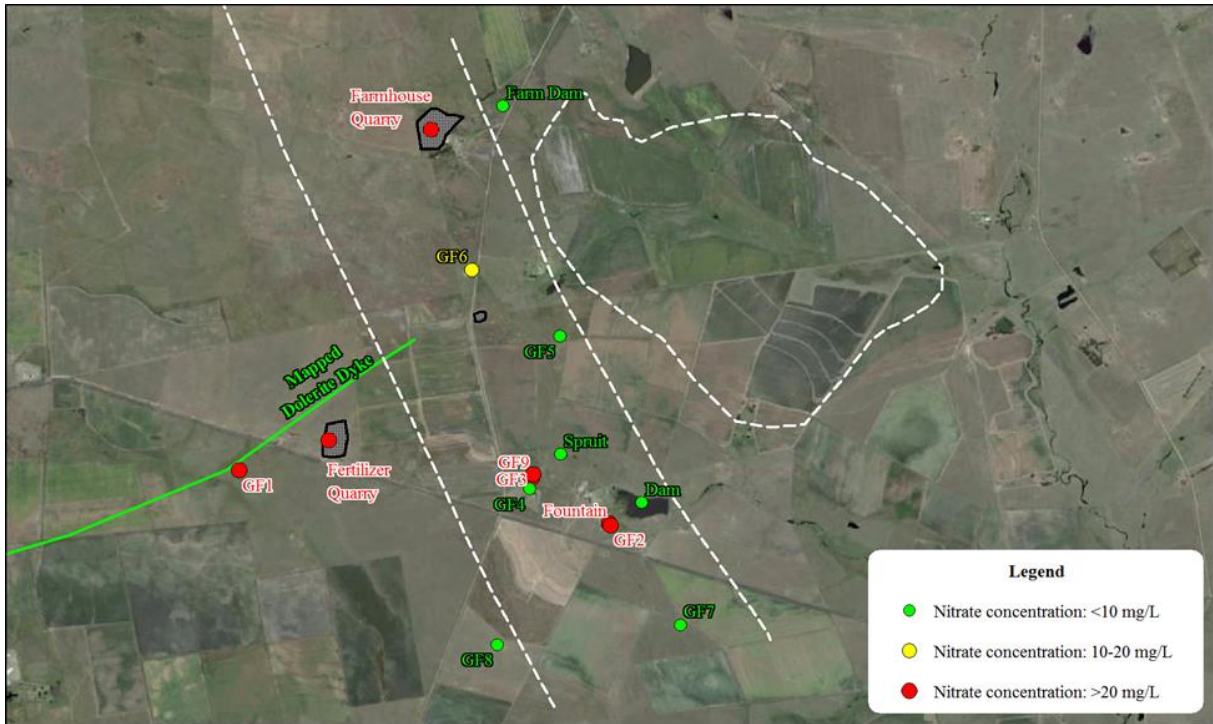 Farmhouse
Quarry
Farm Dam
GF6
GF5
Mapped
Dolerite Dyke
Fertilizer
Quarry
GF1
Spruit
GF9
GF3
GF4
Dam
Fountain
GF2
GF7
GF8
Legend
Nitrate concentration: <10 mg/L
Nitrate concentration: 10-20 mg/L
Nitrate concentration: >20 mg/L